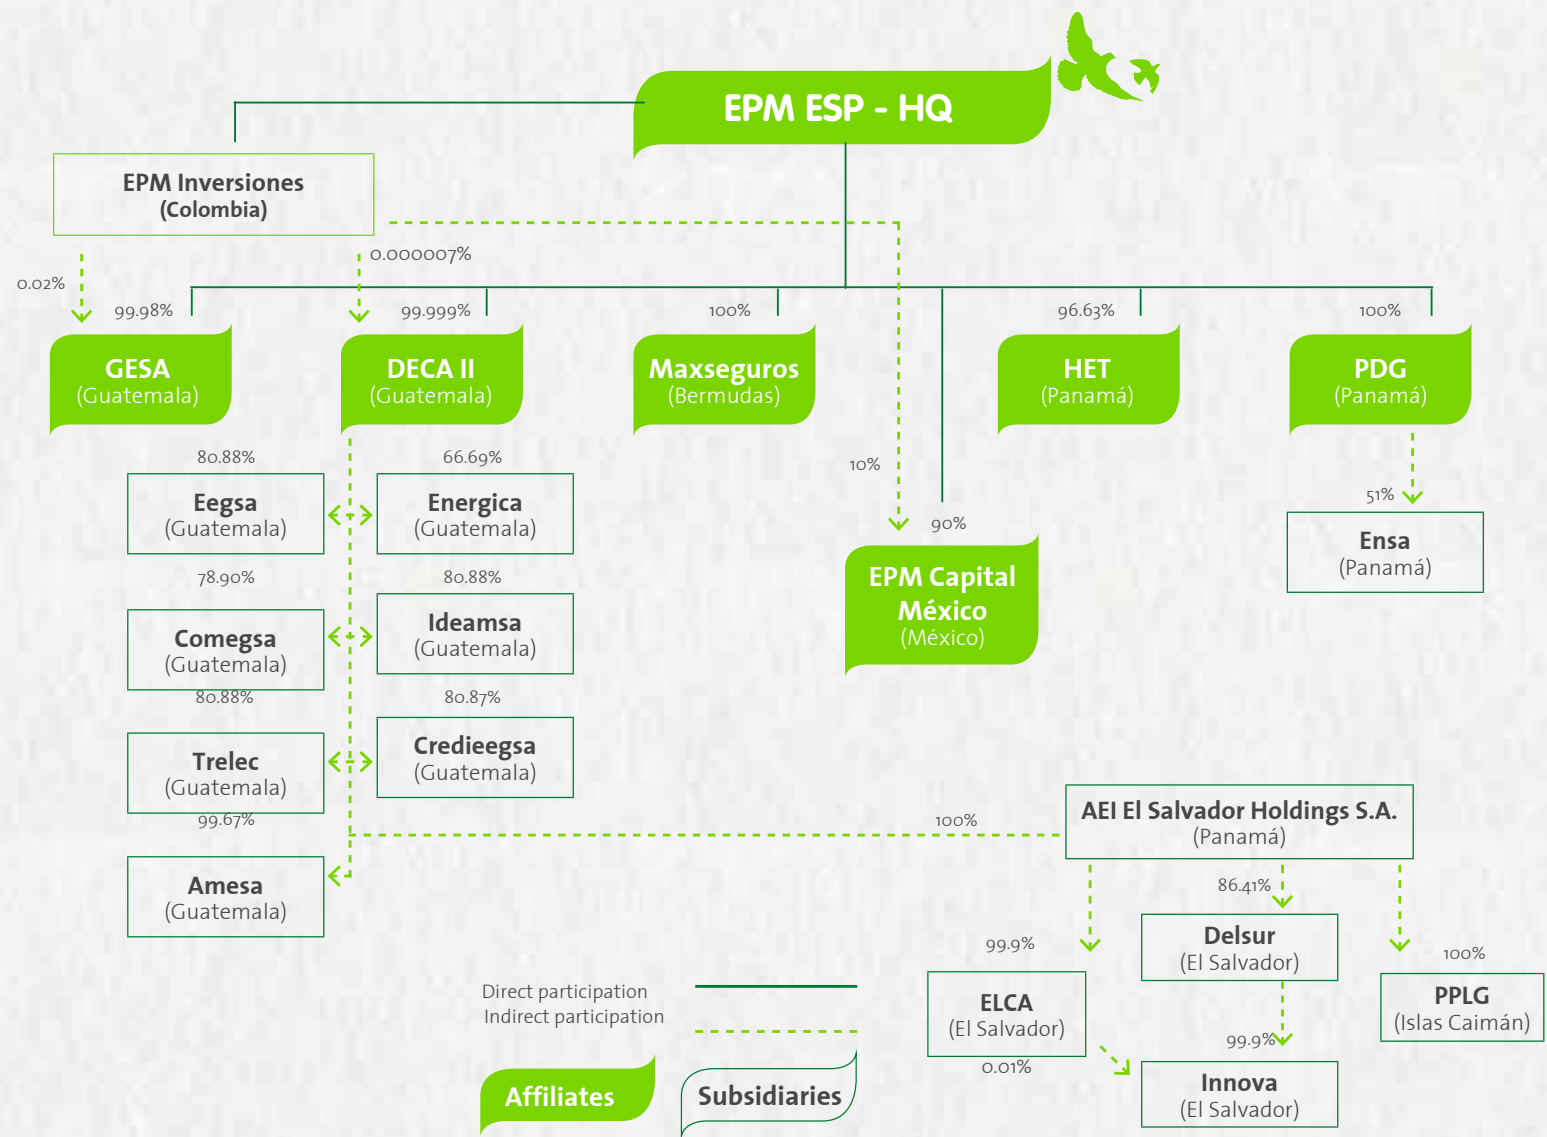 EPM ESP - HQ
EPM Inversiones
(Colombia)
0.000007%
0.02%
99.98%
99.999%
100%
96.63%
100%
GESA
(Guatemala)
DECA II
(Guatemala)
Maxseguros
(Bermudas)
HET
(Panamá)
PDG
(Panamá)
80.88%
Eegsa
(Guatemala)
66.69%
Energica
(Guatemala)
10%
90%
EPM Capital
México
(México)
51%
Ensa
(Panamá)
78.90%
Comegsa
(Guatemala)
80.88%
Ideamsa
(Guatemala)
80.88%
Trelec
(Guatemala)
80.87%
Credieegsa
(Guatemala)
99.67%
Amesa
(Guatemala)
100%
AEI El Salvador Holdings S.A.
(Panamá)
86.41%
Delsur
(El Salvador)
99.9%
ELCA
(El Salvador)
0.01%
100%
PPLG
(Islas Caimán)
99.9%
Innova
(El Salvador)
Direct participation
Indirect participation
Affiliates
Subsidiaries